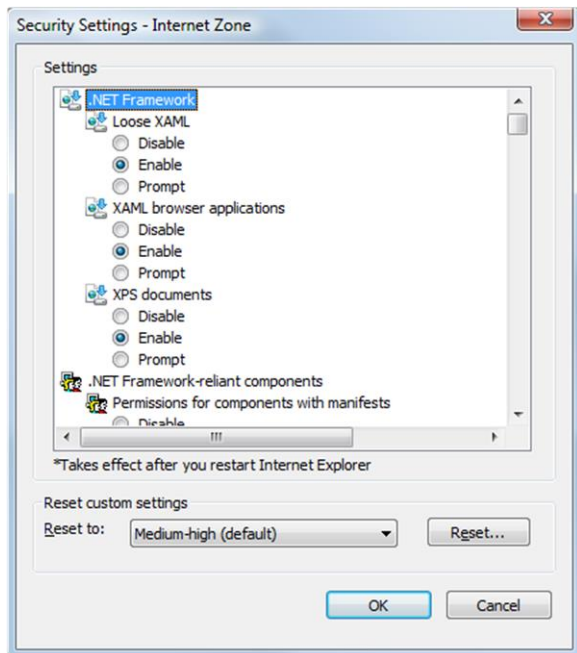 Security Settings - Internet Zone
Settings
.NET Framework
Loose XAML
Disable
Enable
Prompt
XAML browser applications
Disable
Enable
Prompt
XPS documents
Disable
Enable
Prompt
.NET Framework-reliant components
Permissions for components with manifests
Disable
*Takes effect after you restart Internet Explorer
Reset custom settings
Reset to: Medium-high (default) Reset...
OK Cancel